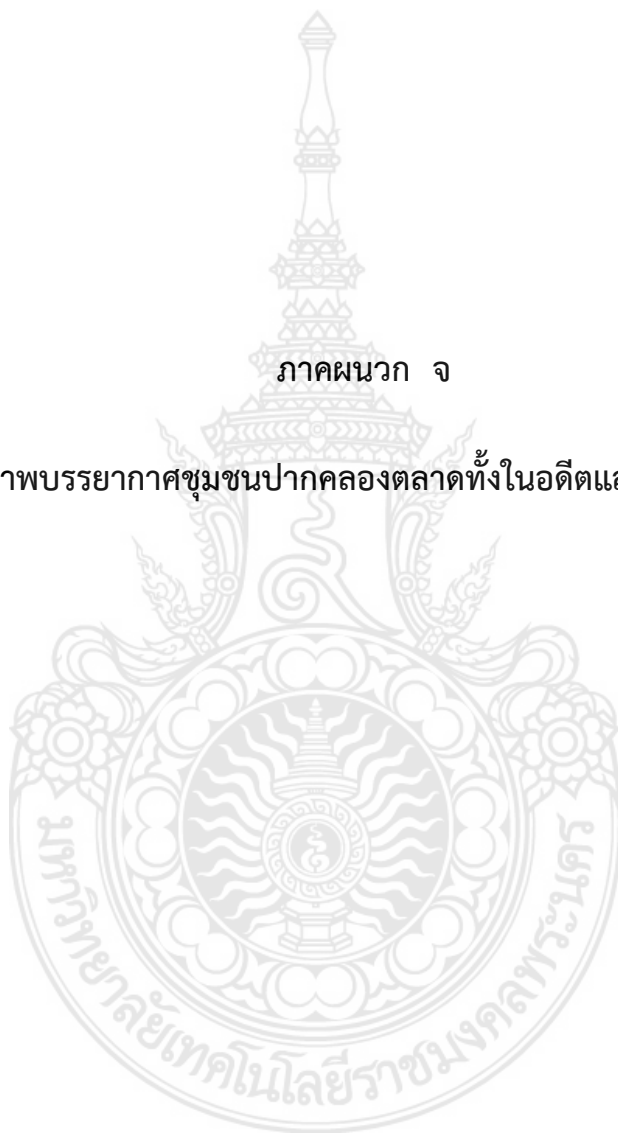 ภาคผนวก จ
าพบรรยากาศชุมชนปากคลองตลาดทั้งในอดีตแล
มหาวิทยาลัยเทคโนโลยีราชมงคลพระนคร